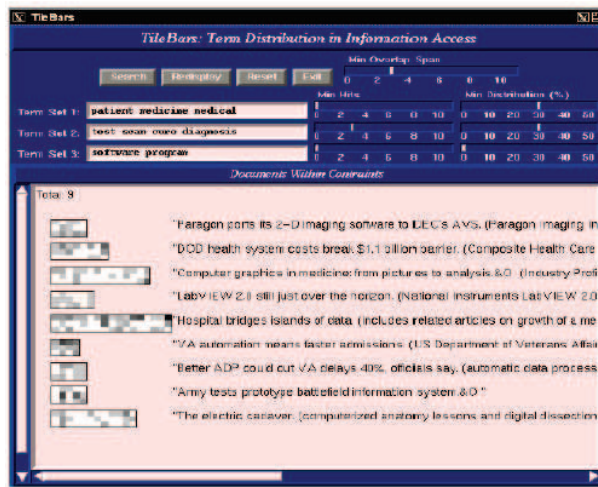 TileBars
TileBars: Term Distribution in Information Access
Min Overlap Span
Search Redisplay Reset Exit
0 2 4 6 8 10
Min Hits Min Distribution (%)
Term Set 1: patient medicine medical
0 2 4 6 8 10 0 10 20 30 40 50
Term Set 2: test scan cure diagnosis
0 2 4 6 8 10 0 10 20 30 40 50
Term Set 3: software program
0 2 4 6 8 10 0 10 20 30 40 50
Documents Within Contraints
Total: 9
"Paragon ports its 2-D imaging software to DEC's AVS. (Paragon Imaging In
"DOD health system costs break $1.1 billion barrier. (Composite Health Care
"Computer graphics in medicine: from pictures to analysis.&O (Industry Profi
"LabVIEW 2.0 still just over the horizon. (National Instruments LabVIEW 2.0
"Hospital bridges islands of data. (includes related articles on growth of a me
"VA automation means faster admissions. (US Department of Veterans Affair
"Better ADP could cut VA delays 40%, officials say. (automatic data process
"Army tests prototype battlefield information system.&O "
"The electric cadaver. (computerized anatomy lessons and digital dissection